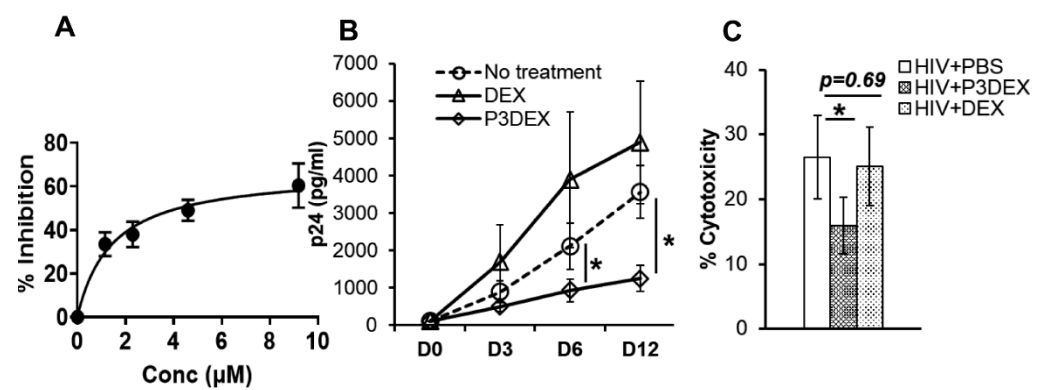 A
% Inhibition
80
60
40
20
0
0 2 4 6 8 10
Conc (µM)
B
p24 (pg/ml)
7000
6000
5000
4000
3000
2000
1000
0
No treatment
DEX
P3DEX
*
*
D0 D3 D6 D12
C
% Cytotoxicity
40
30
20
10
0
HIV+PBS
HIV+P3DEX
HIV+DEX
p=0.69
*